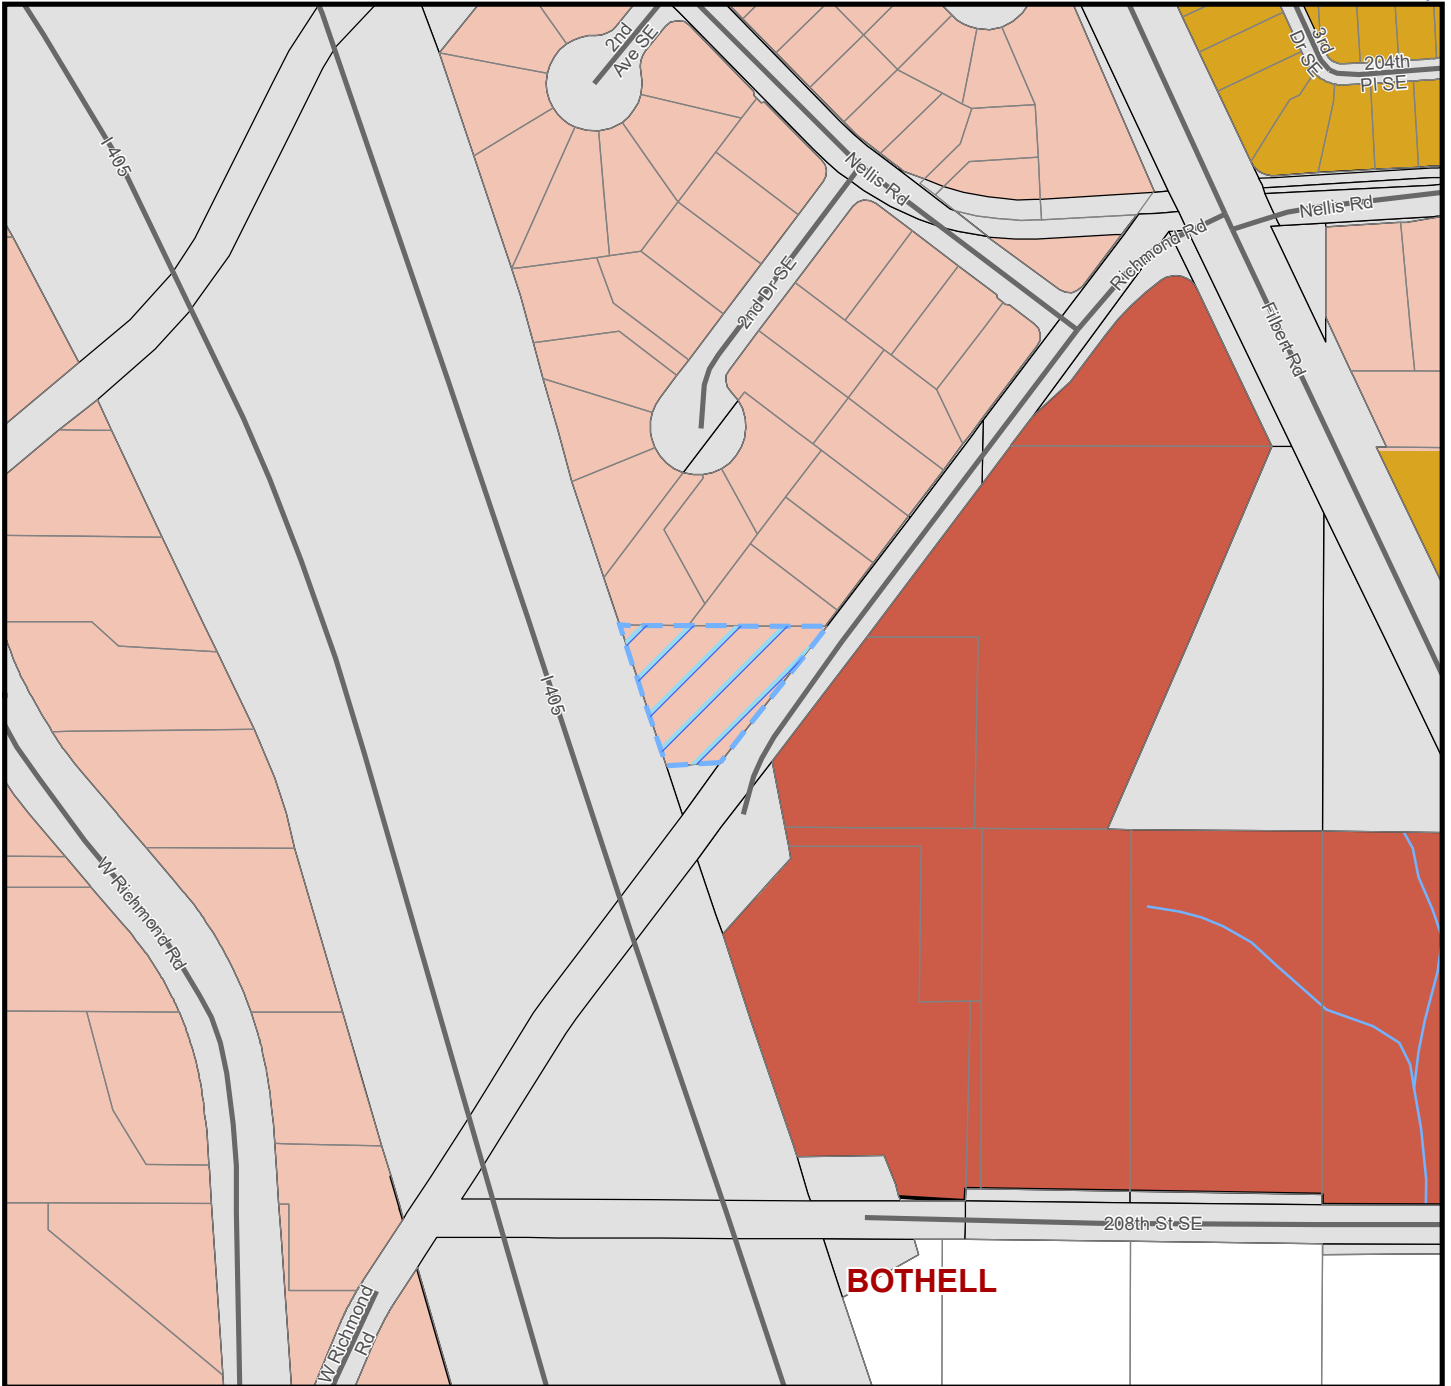 2nd
Ave SE
3rd
Dr SE
204th
Pl SE
I 405
Nellis Rd
Nellis Rd
Richmond Rd
2nd Dr SE
Filbert Rd
I 405
W Richmond Rd
208th St SE
BOTHELL
W Richmond
Rd